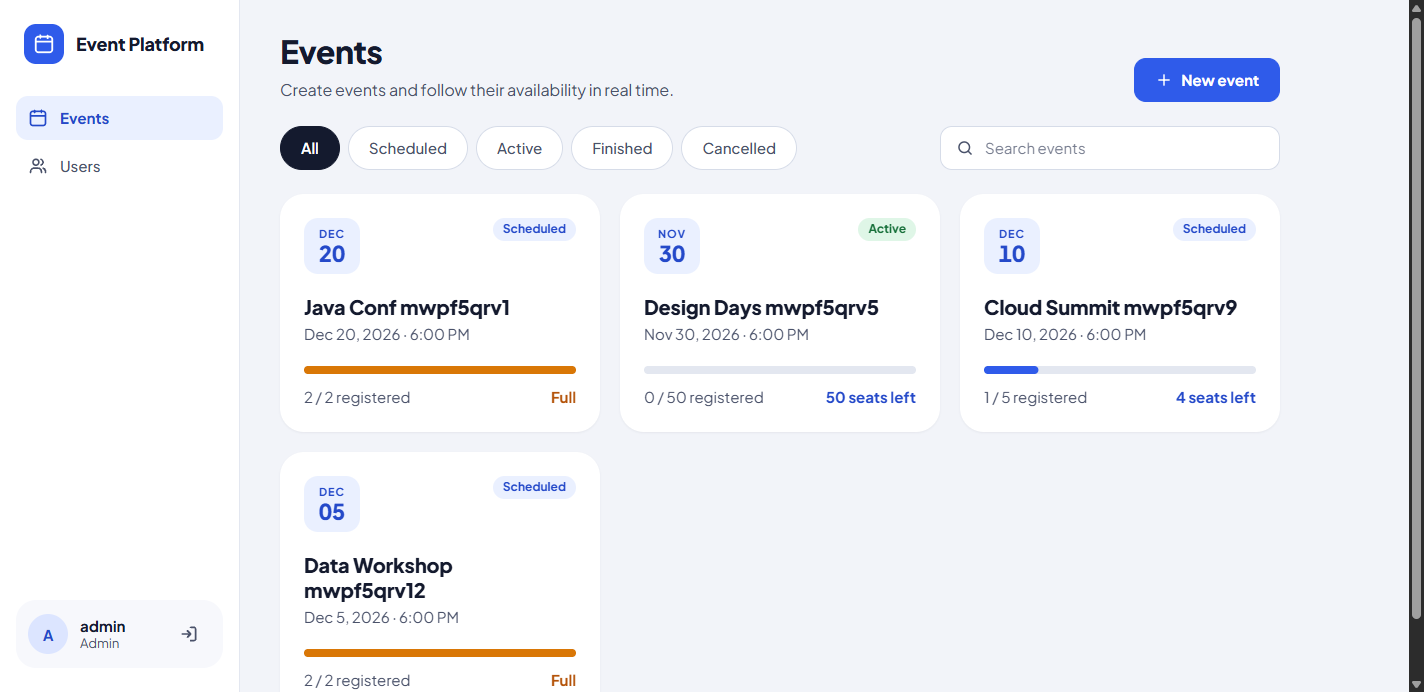 Event Platform
Events
Users
admin
Admin
A
Events
Create events and follow their availability in real time.
New event
All
Scheduled
Active
Finished
Cancelled
Search events
DEC
20
Scheduled
Java Conf mwpf5qrv1
Dec 20, 2026 · 6:00 PM
2 / 2 registered
Full
NOV
30
Active
Design Days mwpf5qrv5
Nov 30, 2026 · 6:00 PM
0 / 50 registered
50 seats left
DEC
10
Scheduled
Cloud Summit mwpf5qrv9
Dec 10, 2026 · 6:00 PM
1 / 5 registered
4 seats left
DEC
05
Scheduled
Data Workshop
mwpf5qrv12
Dec 5, 2026 · 6:00 PM
2 / 2 registered
Full